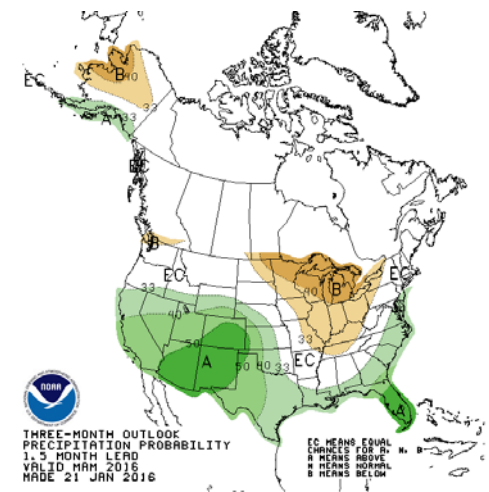 EC
B
40
33
A
33
EC
B
EC
33
40
50
A
50
40
33
40
B
EC
33
EC
A
NOAA
THREE-MONTH OUTLOOK
PRECIPITATION PROBABILITY
1.5 MONTH LEAD
VALID MAM 2016
MADE 21 JAN 2016
EC MEANS EQUAL
CHANCES FOR A, N, B
A MEANS ABOVE
N MEANS NORMAL
B MEANS BELOW